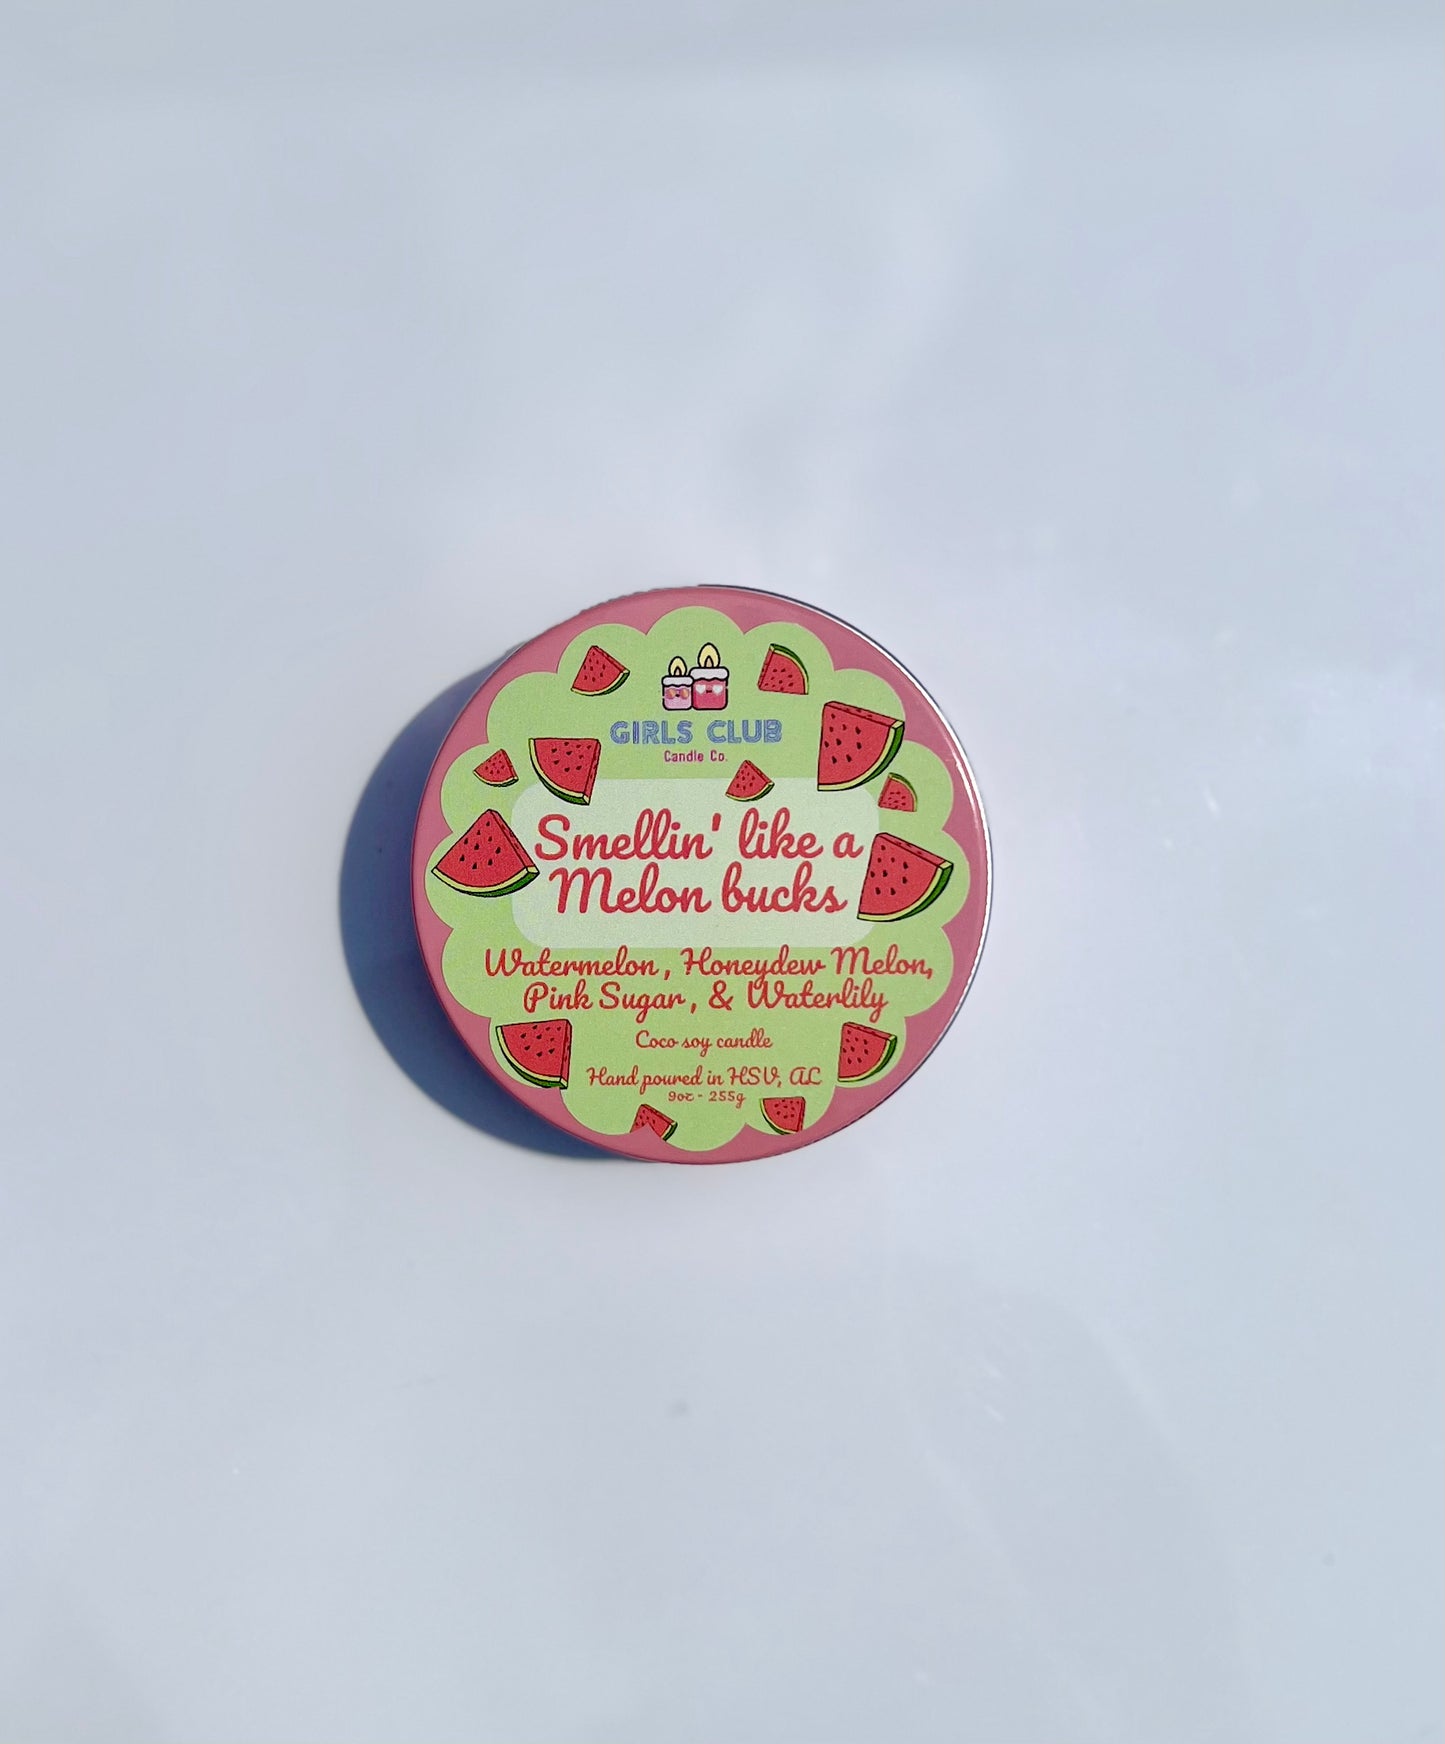 GIRLS CLUB
Candle Co.
Smellin' like a
Melon bucks
Watermelon, Honeydew Melon,
Pink Sugar, & Waterlily
Coco soy candle
Hand poured in HSV, AL
9oz - 255g